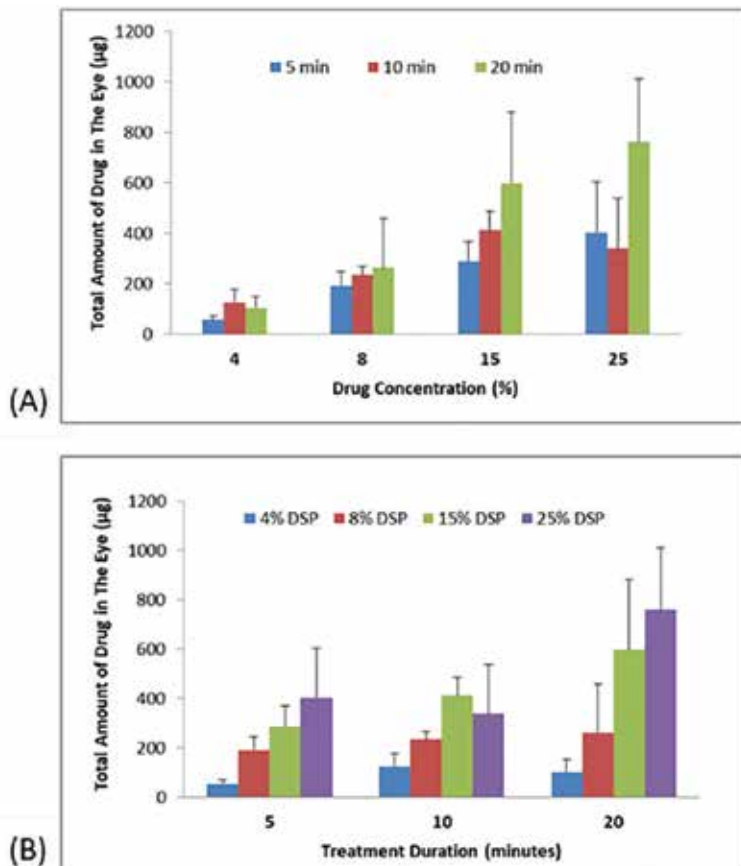 1200
1000
800
600
400
200
0
Total Amount of Drug in The Eye (µg)
5 min 10 min 20 min
4 8 15 25
Drug Concentration (%)
(A)
1200
1000
800
600
400
200
0
Total Amount of Drug in The Eye (µg)
4% DSP 8% DSP 15% DSP 25% DSP
5 10 20
Treatment Duration (minutes)
(B)